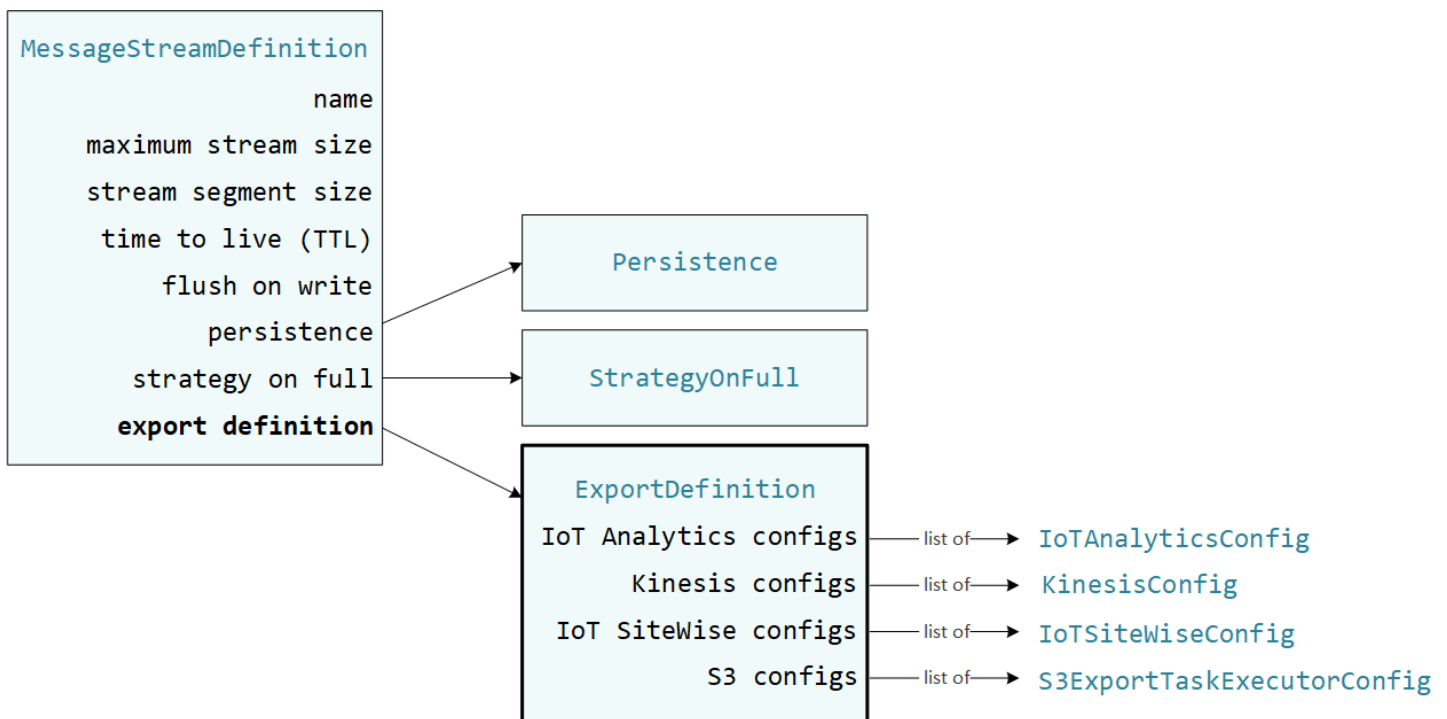 MessageStreamDefinition
name
maximum stream size
stream segment size
time to live (TTL)
flush on write
persistence
strategy on full
export definition
Persistence
StrategyOnFull
ExportDefinition
IoT Analytics configs list of IoTAnalyticsConfig
Kinesis configs list of KinesisConfig
IoT SiteWise configs list of IoTSiteWiseConfig
S3 configs list of S3ExportTaskExecutorConfig